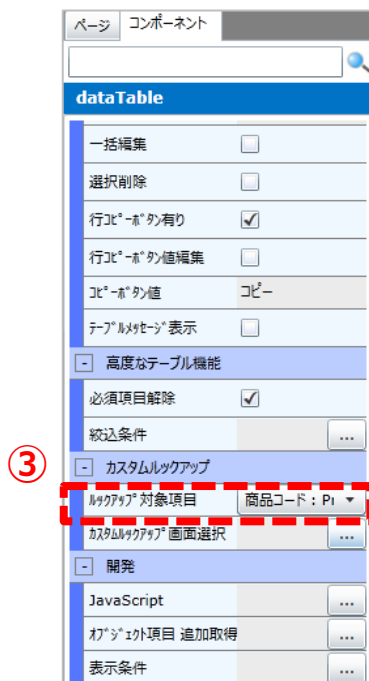 ページ コンポーネント
dataTable
一括編集
選択削除
行ｺﾋﾟｰﾎﾞﾀﾝ有り
行ｺﾋﾟｰﾎﾞﾀﾝ値編集
ｺﾋﾟｰﾎﾞﾀﾝ値 コピー
ﾃｰﾌﾞﾙﾒｯｾｰｼﾞ表示
- 高度なテーブル機能
必須項目解除
絞込条件 ...
- カスタムルックアップ
③ ﾙｯｸｱｯﾌﾟ対象項目 商品コード : Pr
ｶｽﾀﾑﾙｯｸｱｯﾌﾟ画面選択 ...
- 開発
JavaScript ...
ｵﾌﾞｼﾞｪｸﾄ項目 追加取得 ...
表示条件 ...